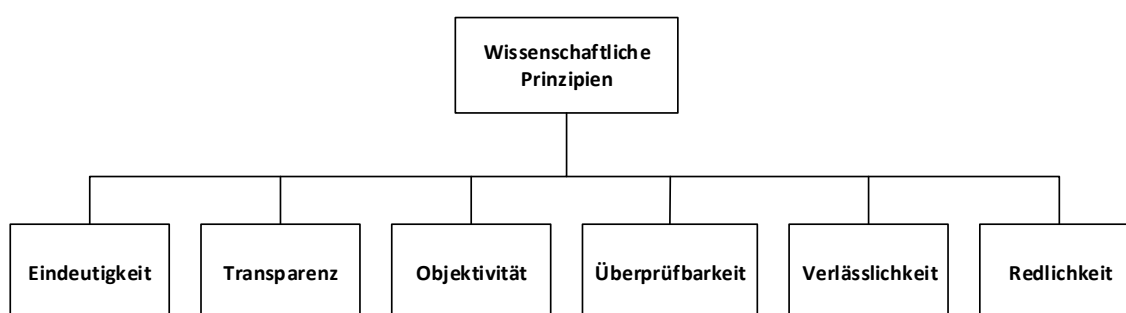 Wissenschaftliche
Prinzipien
Eindeutigkeit
Transparenz
Objektivität
Überprüfbarkeit
Verlässlichkeit
Redlichkeit